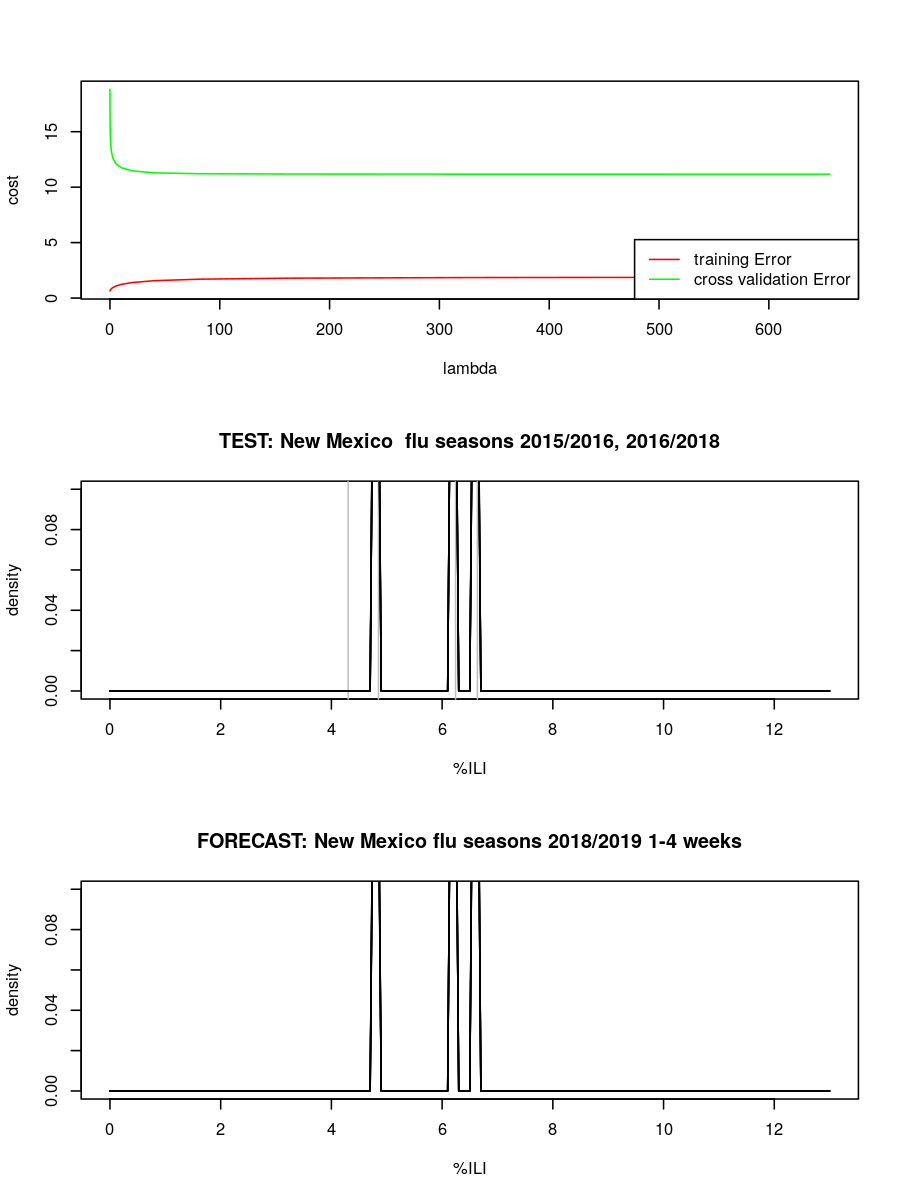 15
10
5
0
cost
training Error
cross validation Error
0 100 200 300 400 500 600
lambda
TEST: New Mexico  flu seasons 2015/2016, 2016/2018
0.08
0.04
0.00
density
0 2 4 6 8 10 12
%ILI
FORECAST: New Mexico flu seasons 2018/2019 1-4 weeks
0.08
0.04
0.00
density
0 2 4 6 8 10 12
%ILI